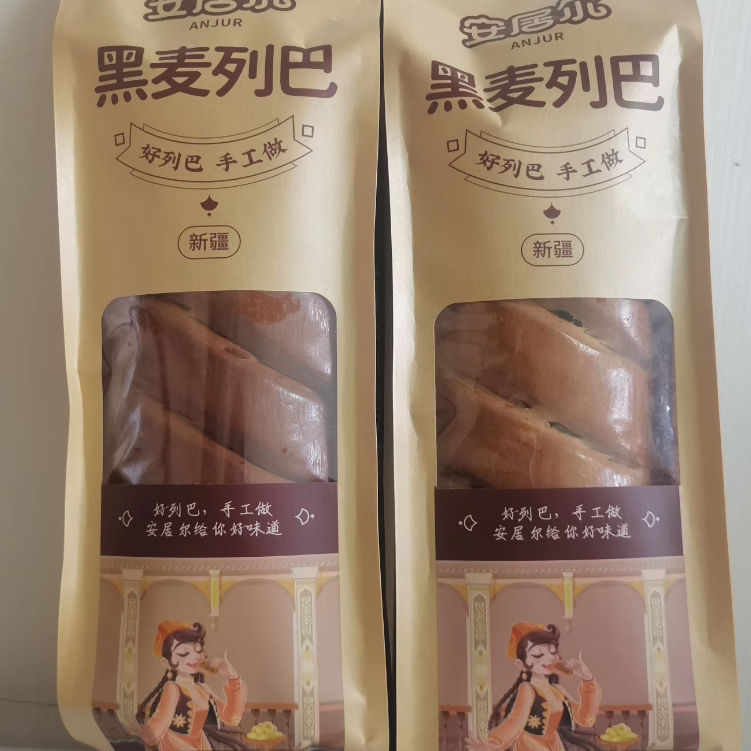 安居尔
ANJUR
黑麦列巴
好列巴 手工做
新疆
好列巴，手工做
安居尔给你好味道
安居尔
ANJUR
黑麦列巴
好列巴 手工做
新疆
好列巴，手工做
安居尔给你好味道